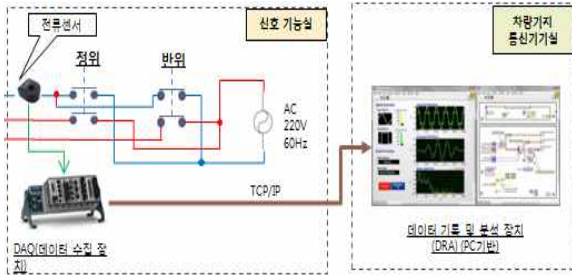 전류센서
신호 기능실
정위
반위
AC
220V
60Hz
TCP/IP
DAQ(데이터 수집 장
치)
차량기지
통신기기실
데이터 기록 및 분석 장치
(DRA) (PC기반)